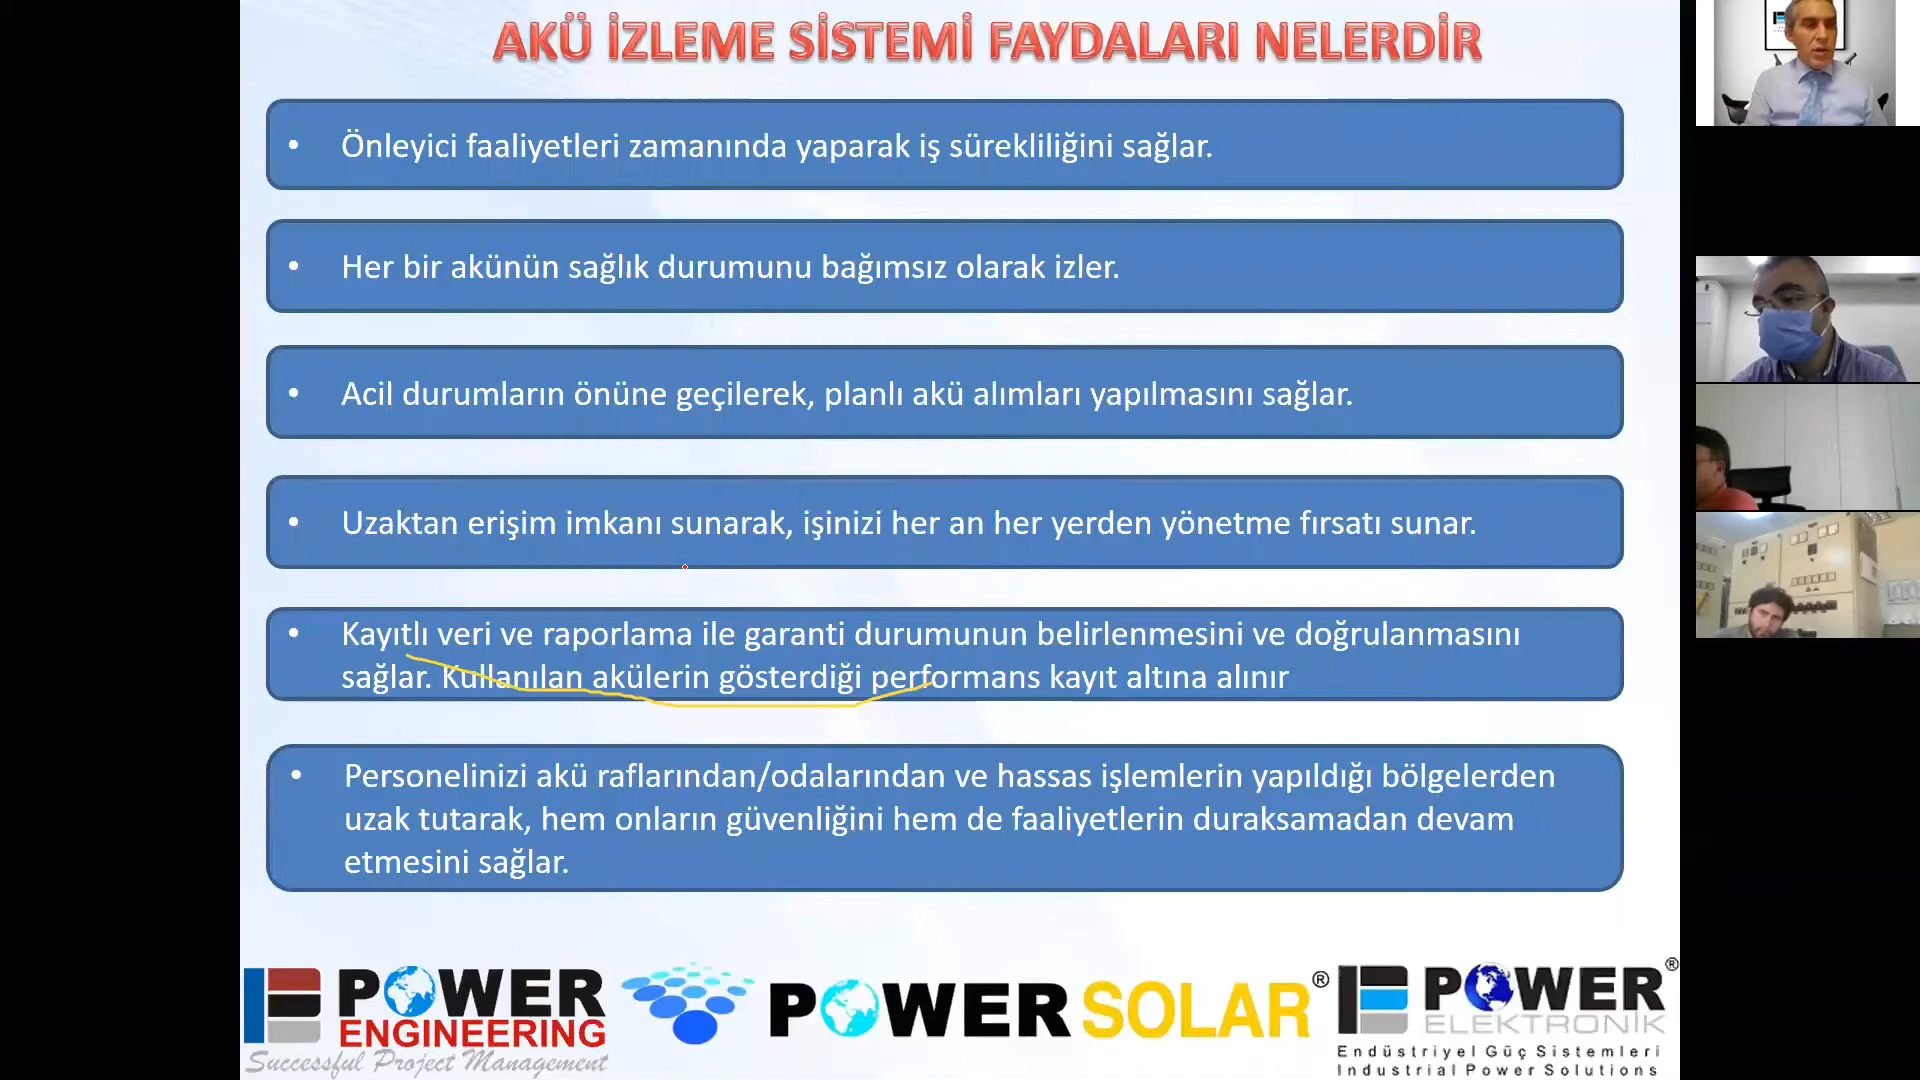 AKÜ İZLEME SİSTEMİ FAYDALARI NELERDİR
• Önleyici faaliyetleri zamanında yaparak iş sürekliliğini sağlar.
• Her bir akünün sağlık durumunu bağımsız olarak izler.
• Acil durumların önüne geçilerek, planlı akü alımları yapılmasını sağlar.
• Uzaktan erişim imkanı sunarak, işinizi her an her yerden yönetme fırsatı sunar.
• Kayıtlı veri ve raporlama ile garanti durumunun belirlenmesini ve doğrulanmasını
sağlar. Kullanılan akülerin gösterdiği performans kayıt altına alınır
• Personelinizi akü raflarından/odalarından ve hassas işlemlerin yapıldığı bölgelerden
uzak tutarak, hem onların güvenliğini hem de faaliyetlerin duraksamadan devam
etmesini sağlar.
POWER
ENGINEERING
Successful Project Management
POWER SOLAR®
POWER®
ELEKTRONİK
Endüstriyel Güç Sistemleri
Industrial Power Solutions